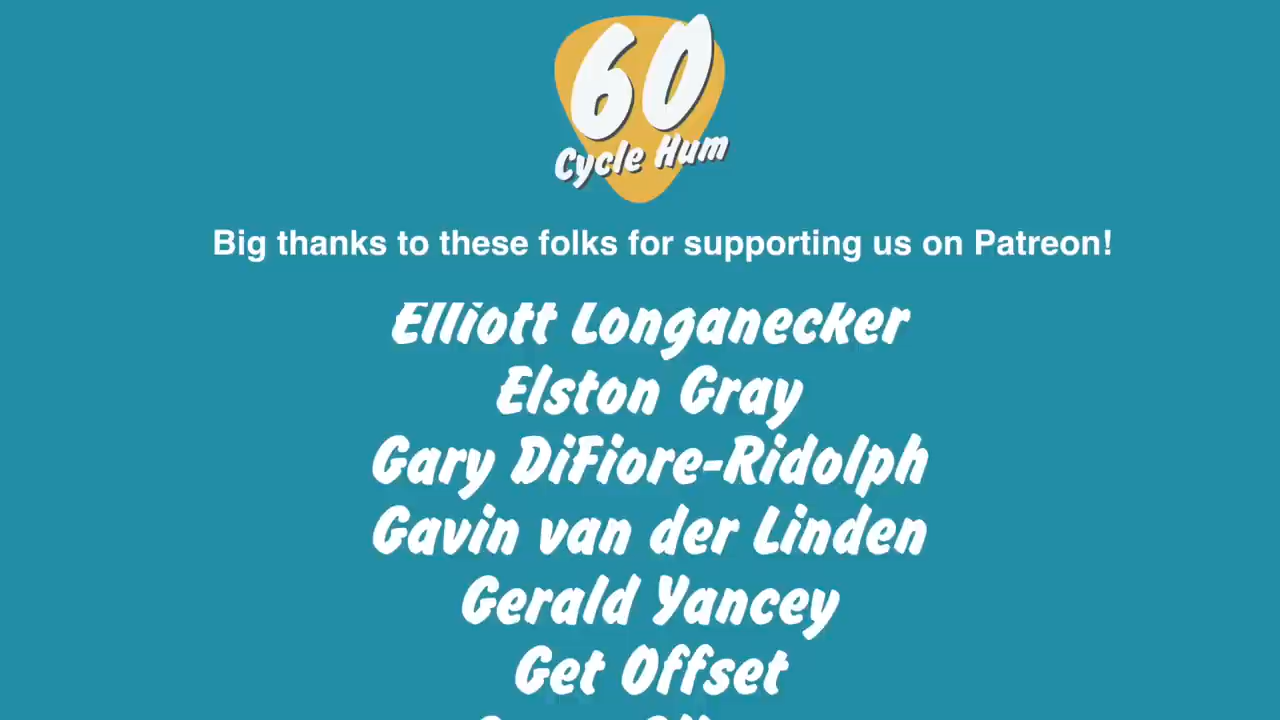 60
Cycle Hum
Big thanks to these folks for supporting us on Patreon!
Elliott Longanecker
Elston Gray
Gary DiFiore-Ridolph
Gavin van der Linden
Gerald Yancey
Get Offset